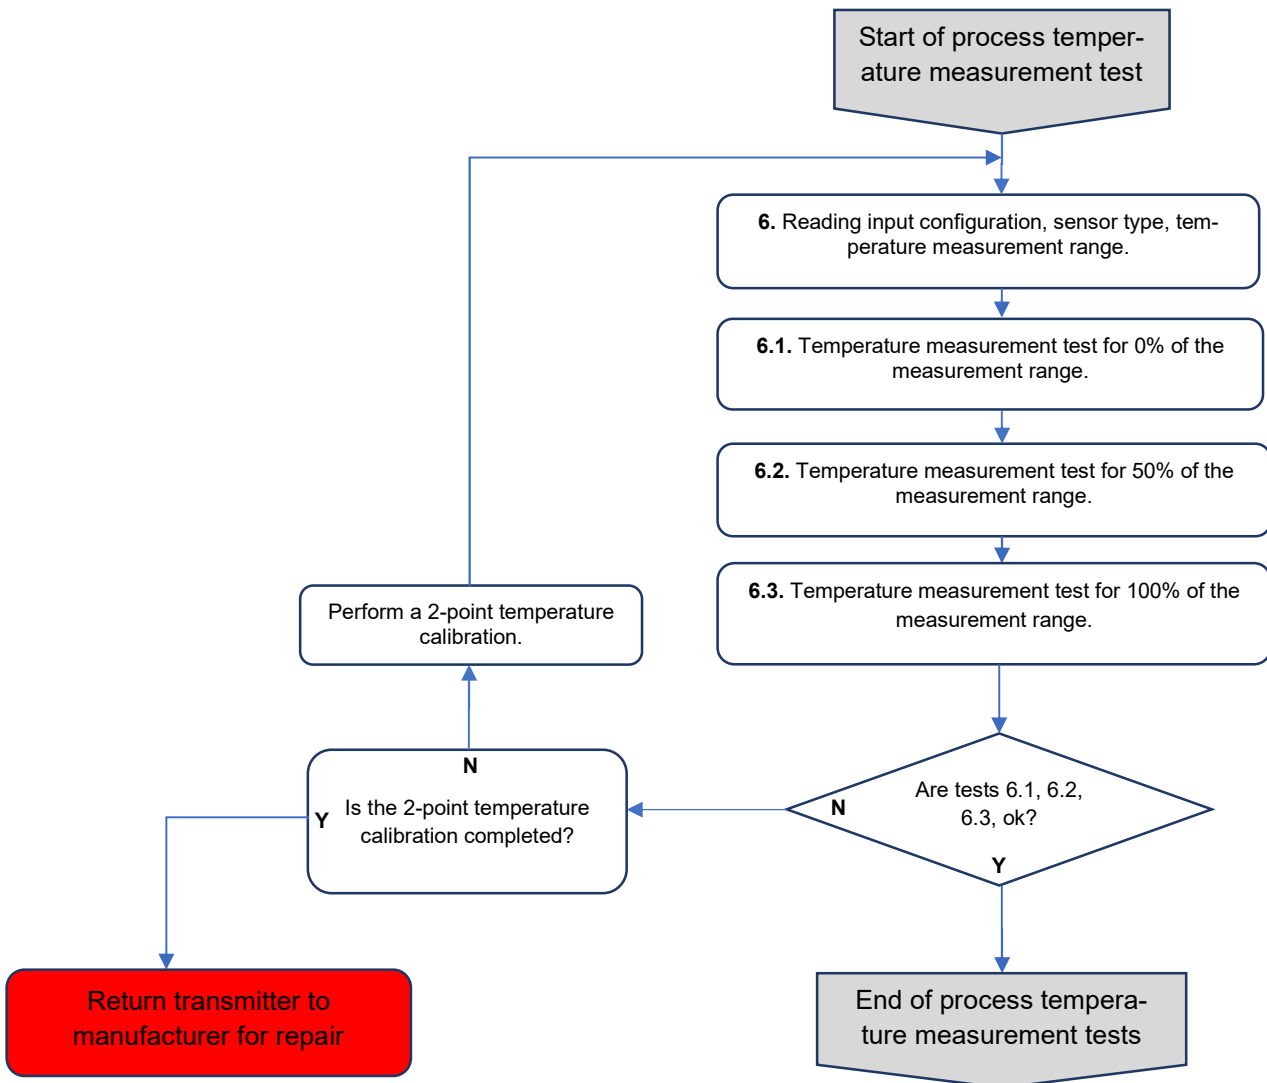 Start of process temper-
ature measurement test
6. Reading input configuration, sensor type, tem-
perature measurement range.
6.1. Temperature measurement test for 0% of the
measurement range.
6.2. Temperature measurement test for 50% of the
measurement range.
6.3. Temperature measurement test for 100% of the
measurement range.
Perform a 2-point temperature
calibration.
N
Y
Is the 2-point temperature
calibration completed?
N
Are tests 6.1, 6.2,
6.3, ok?
Y
Return transmitter to
manufacturer for repair
End of process tempera-
ture measurement tests